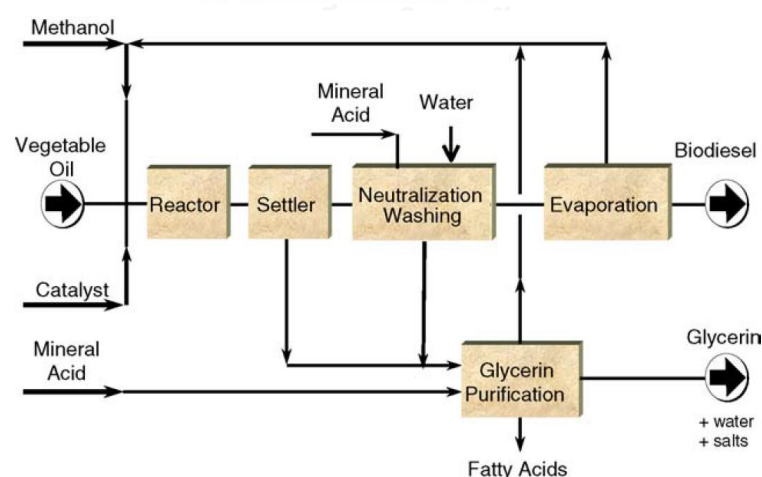 Methanol
Mineral
Acid
Water
Vegetable
Oil
Biodiesel
Reactor
Settler
Neutralization
Washing
Evaporation
Catalyst
Mineral
Acid
Glycerin
Purification
Glycerin
+ water
+ salts
Fatty Acids